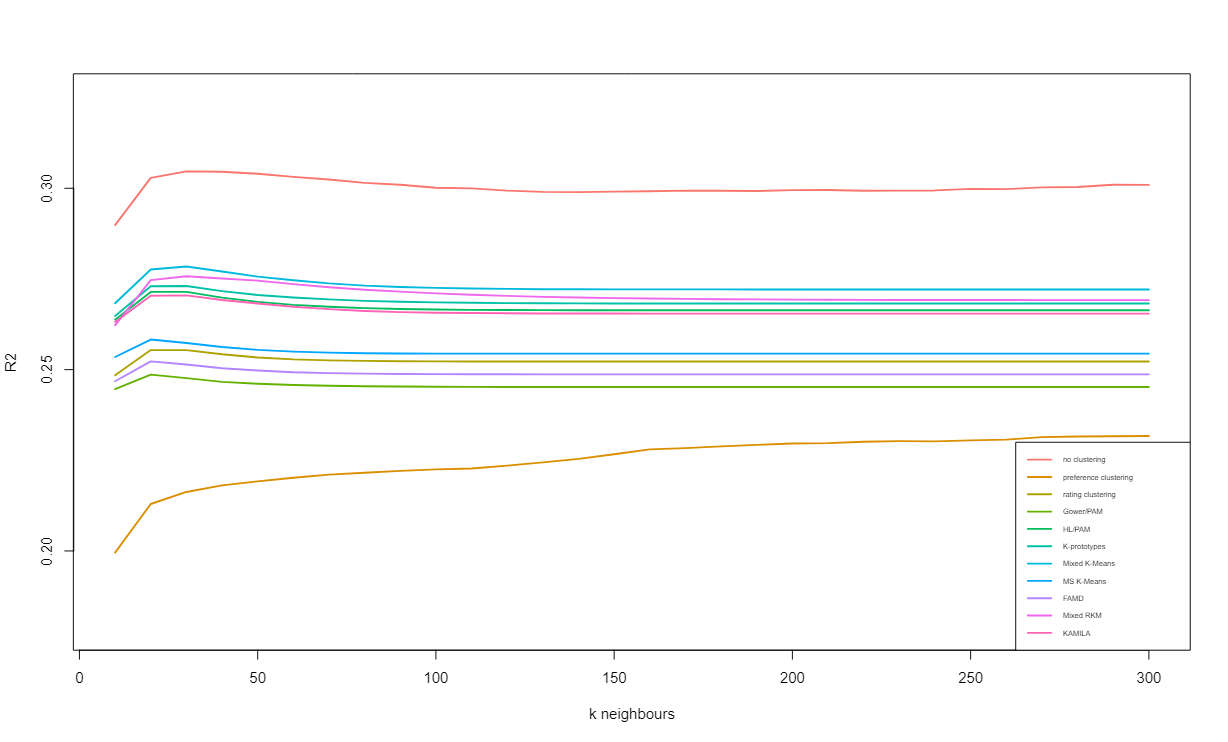 R2
0.30
0.25
0.20
no clustering
preference clustering
rating clustering
Gower/PAM
HL/PAM
K-prototypes
Mixed K-Means
MS K-Means
FAMD
Mixed RKM
KAMILA
0 50 100 150 200 250 300
k neighbours